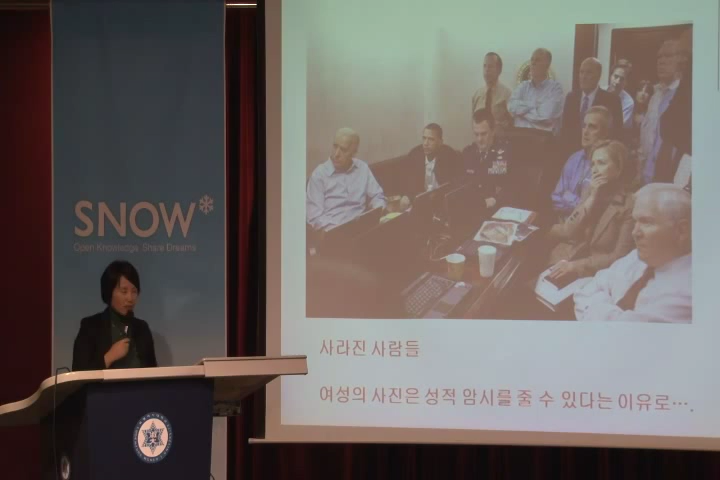 SNOW
Open Knowledge, Share Dreams
사라진 사람들
여성의 사진은 성적 암시를 줄 수 있다는 이유로….